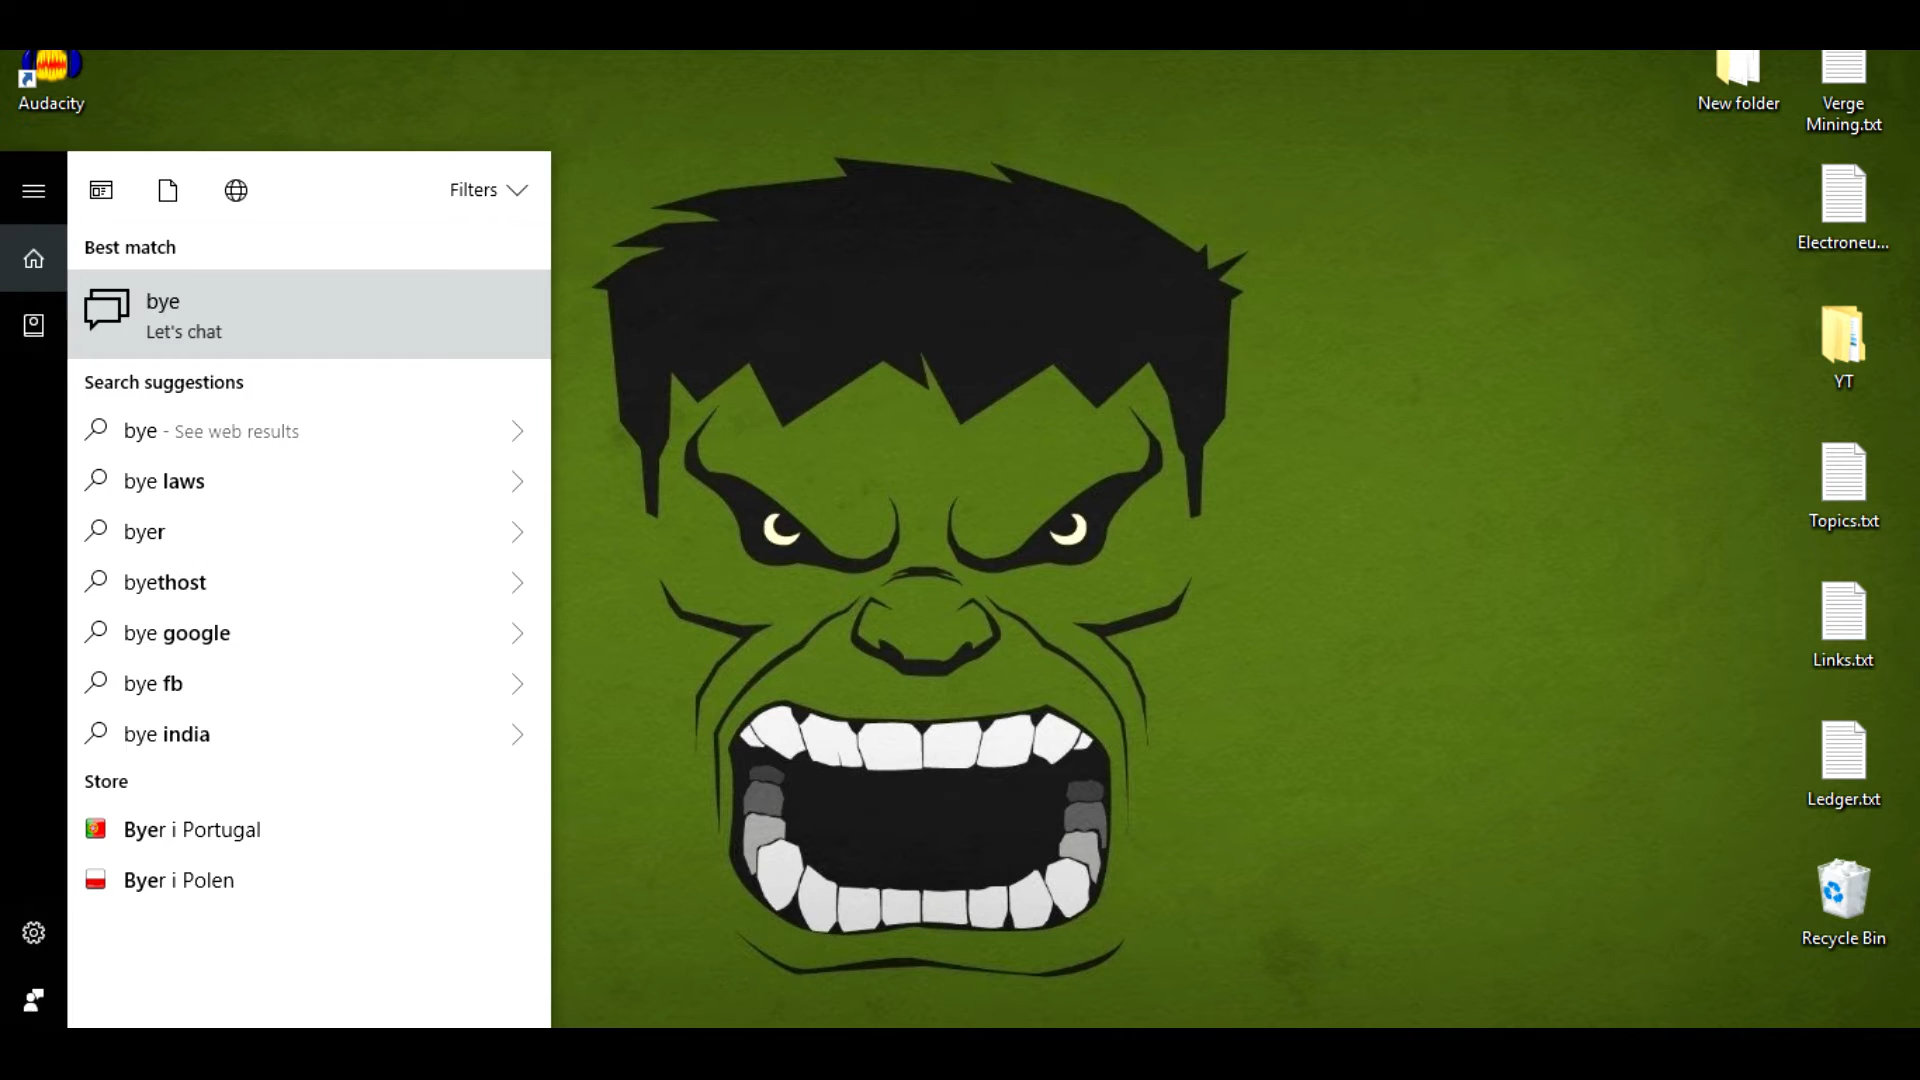 Audacity
New folder
Verge
Mining.txt
Filters
Best match
bye
Let's chat
Search suggestions
bye - See web results
bye laws
byer
byethost
bye google
bye fb
bye india
Store
Byer i Portugal
Byer i Polen
Electroneu...
YT
Topics.txt
Links.txt
Ledger.txt
Recycle Bin